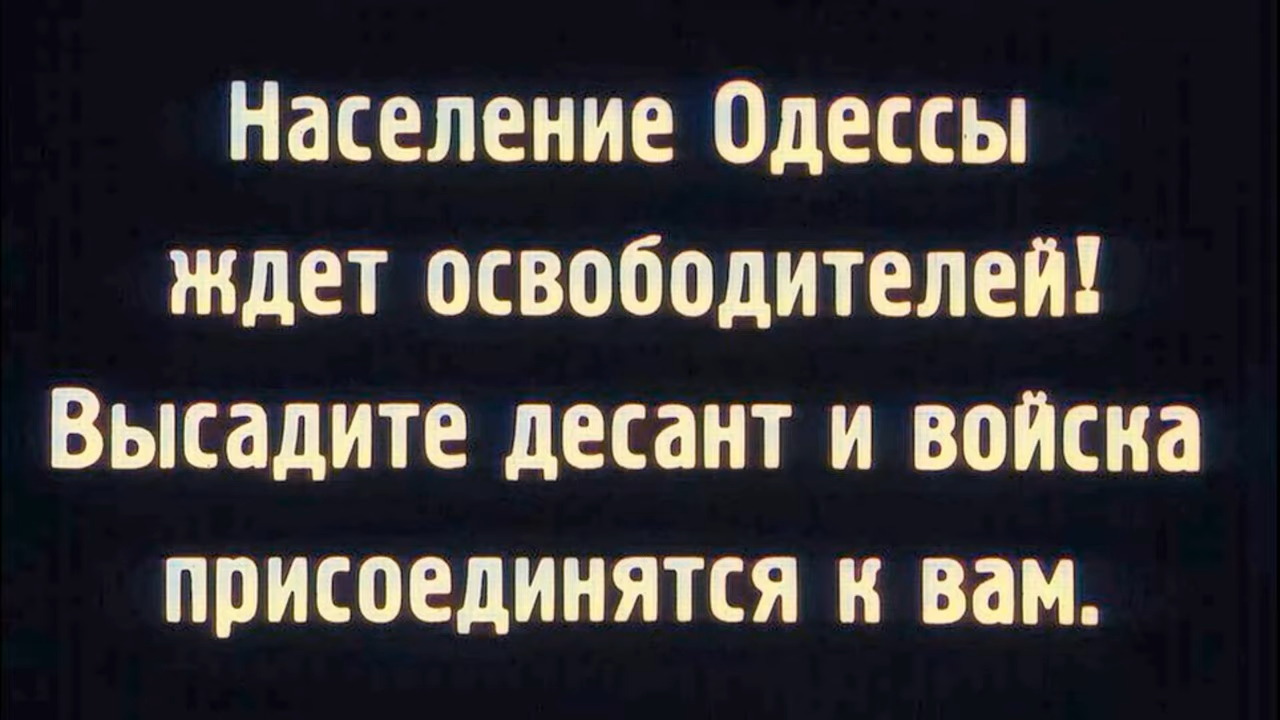 Население Одессы
ждет освободителей!
Высадите десант и войска
присоединятся к вам.